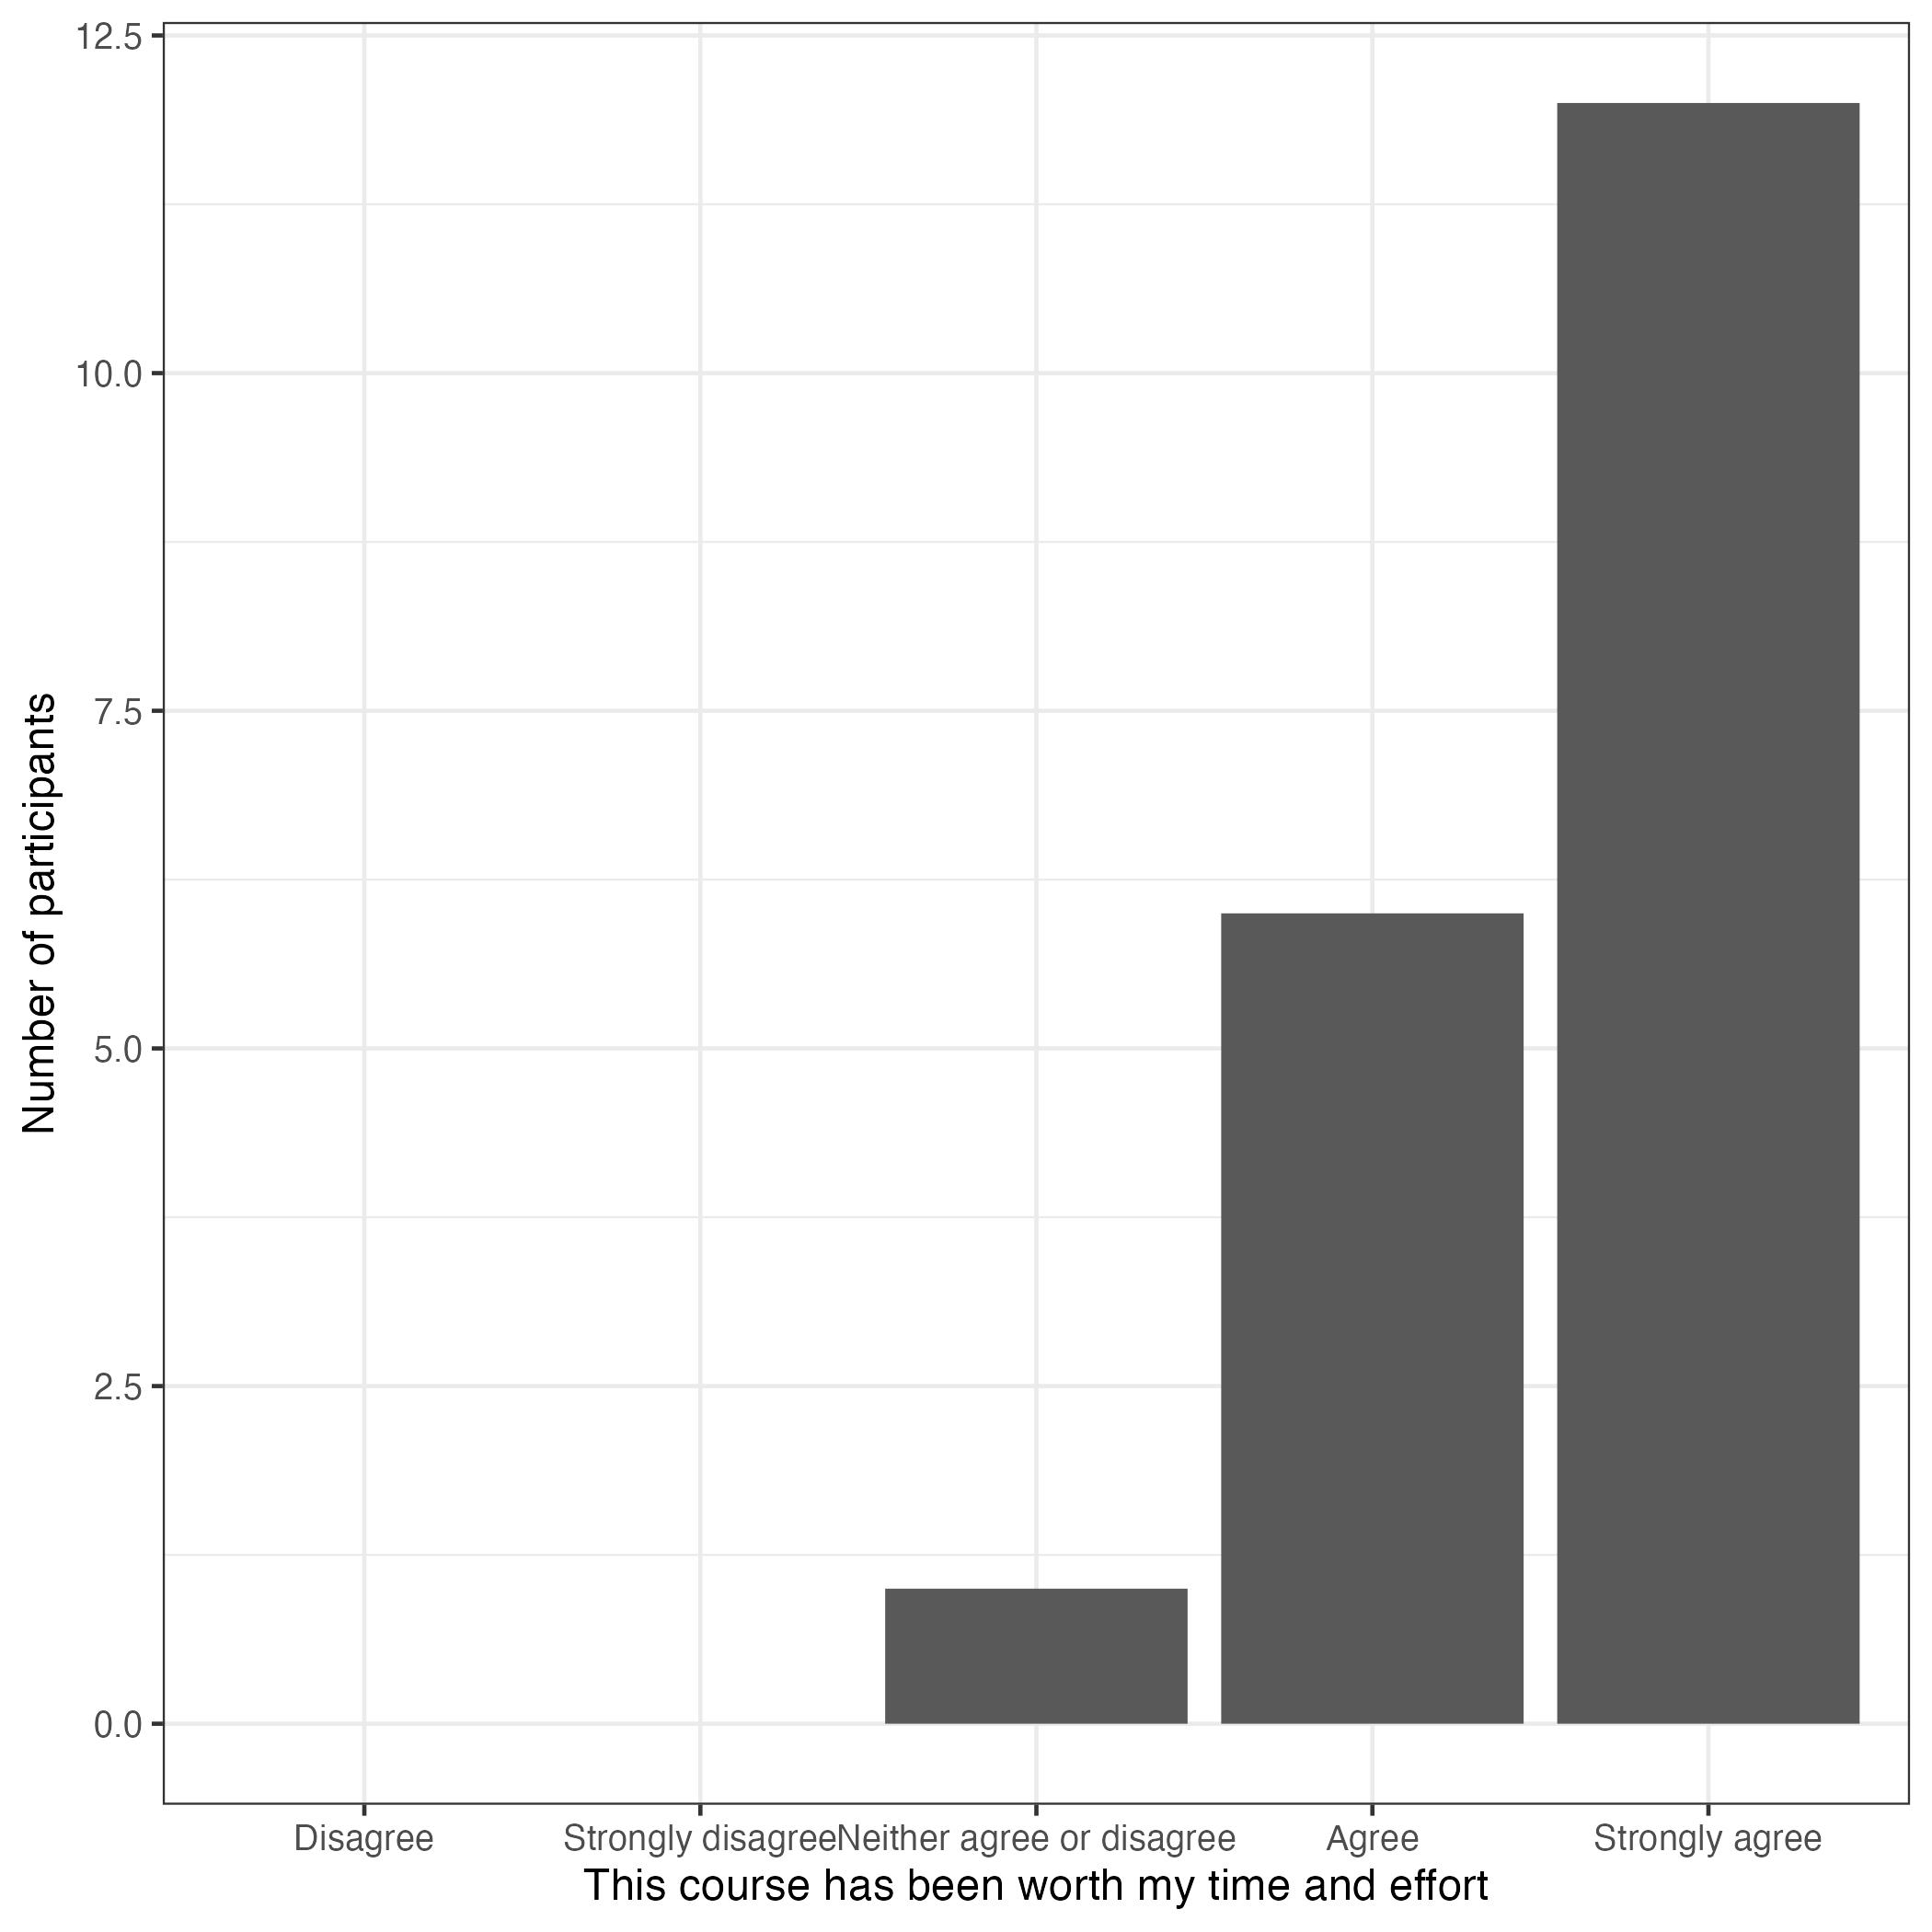 Number of participants
12.5
10.0
7.5
5.0
2.5
0.0
Disagree
Strongly disagree
Neither agree or disagree
Agree
Strongly agree
This course has been worth my time and effort